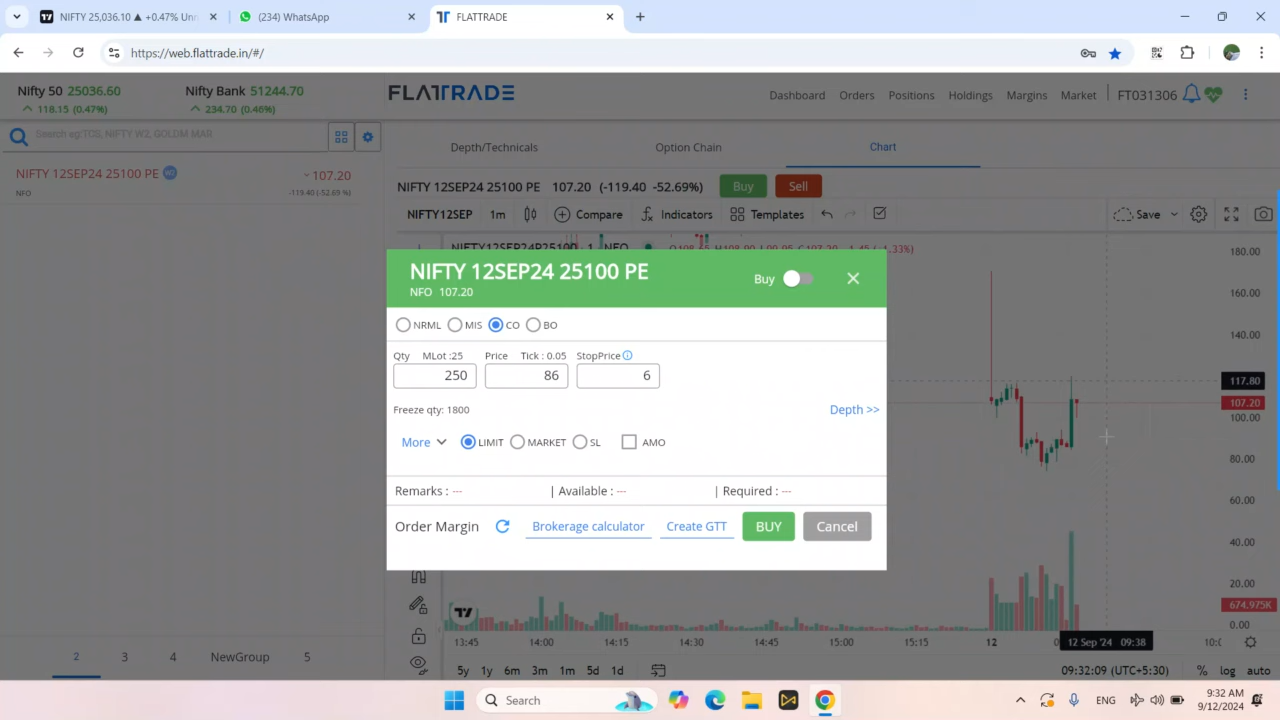 NIFTY 25,036.10 ▲ +0.47% Unn
(234) WhatsApp
FLATTRADE
https://web.flattrade.in/#/
Nifty 50 25036.60
118.15 (0.47%)
Nifty Bank 51244.70
234.70 (0.46%)
FLATTRADE
Dashboard Orders Positions Holdings Margins Market FT031306
Search eg:TCS, NIFTY W2, GOLDM MAR
Depth/Technicals Option Chain Chart
NIFTY 12SEP24 25100 PE W2 107.20
NFO -119.40 (-52.69 %)
NIFTY 12SEP24 25100 PE 107.20 (-119.40 -52.69%) Buy Sell
NIFTY12SEP 1m Compare Indicators Templates Save
NIFTY 12SEP24 25100 PE
NFO 107.20
Buy
NRML MIS CO BO
Qty MLot :25 Price Tick : 0.05 StopPrice
250 86 6
Freeze qty: 1800
Depth >>
More LIMIT MARKET SL AMO
Remarks : --- | Available : --- | Required : ---
Order Margin Brokerage calculator Create GTT BUY Cancel
180.00
160.00
140.00
117.80
107.20
100.00
80.00
60.00
40.00
20.00
674.975K
0.00
13:45 14:00 14:15 14:30 14:45 15:00 15:15 12 12 Sep '24 09:38
5y 1y 6m 3m 1m 5d 1d
09:32:09 (UTC+5:30) % log auto
2 3 4 NewGroup 5
Search
ENG
9:32 AM
9/12/2024